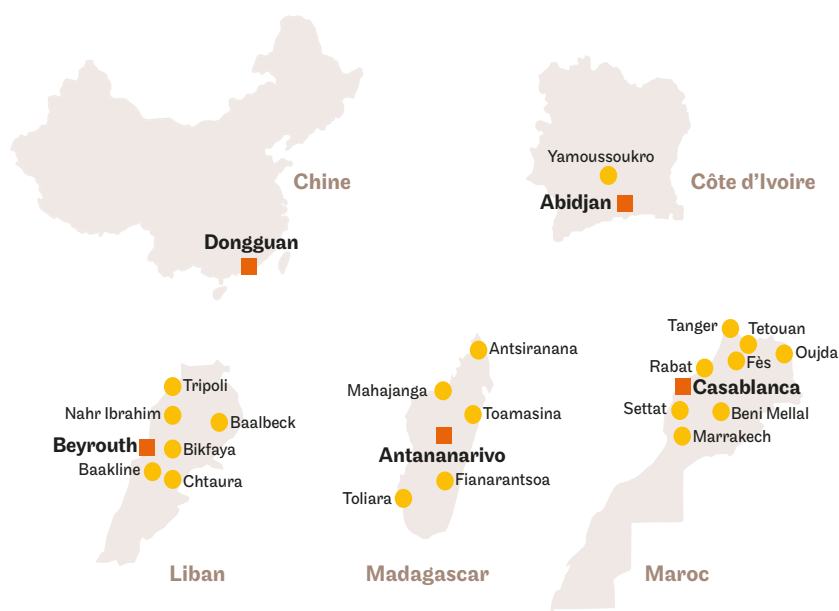 Chine
Dongguan
Yamoussoukro
Abidjan
Côte d'Ivoire
Tripoli
Nahr Ibrahim
Baalbeck
Beyrouth
Bikfaya
Baakline
Chtaura
Liban
Antsiranana
Mahajanga
Toamasina
Antananarivo
Fianarantsoa
Toliara
Madagascar
Tanger
Tetouan
Oujda
Fès
Rabat
Casablanca
Settat
Beni Mellal
Marrakech
Maroc